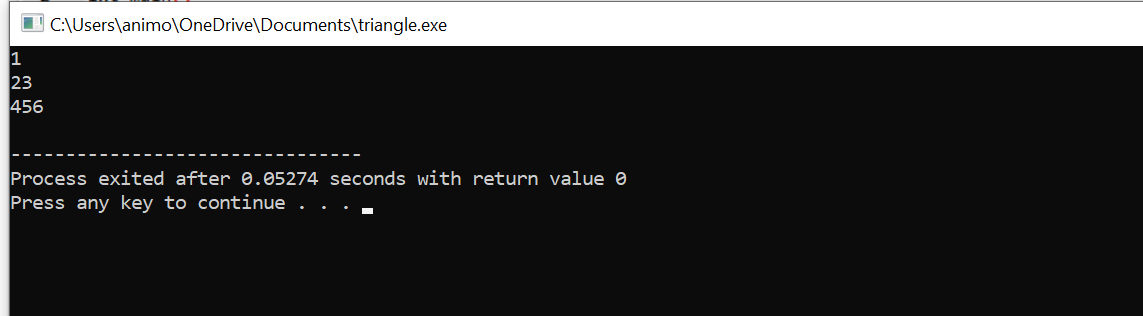 C:\Users\animo\OneDrive\Documents\triangle.exe
1
23
456
--------------------------------
Process exited after 0.05274 seconds with return value 0
Press any key to continue . . .